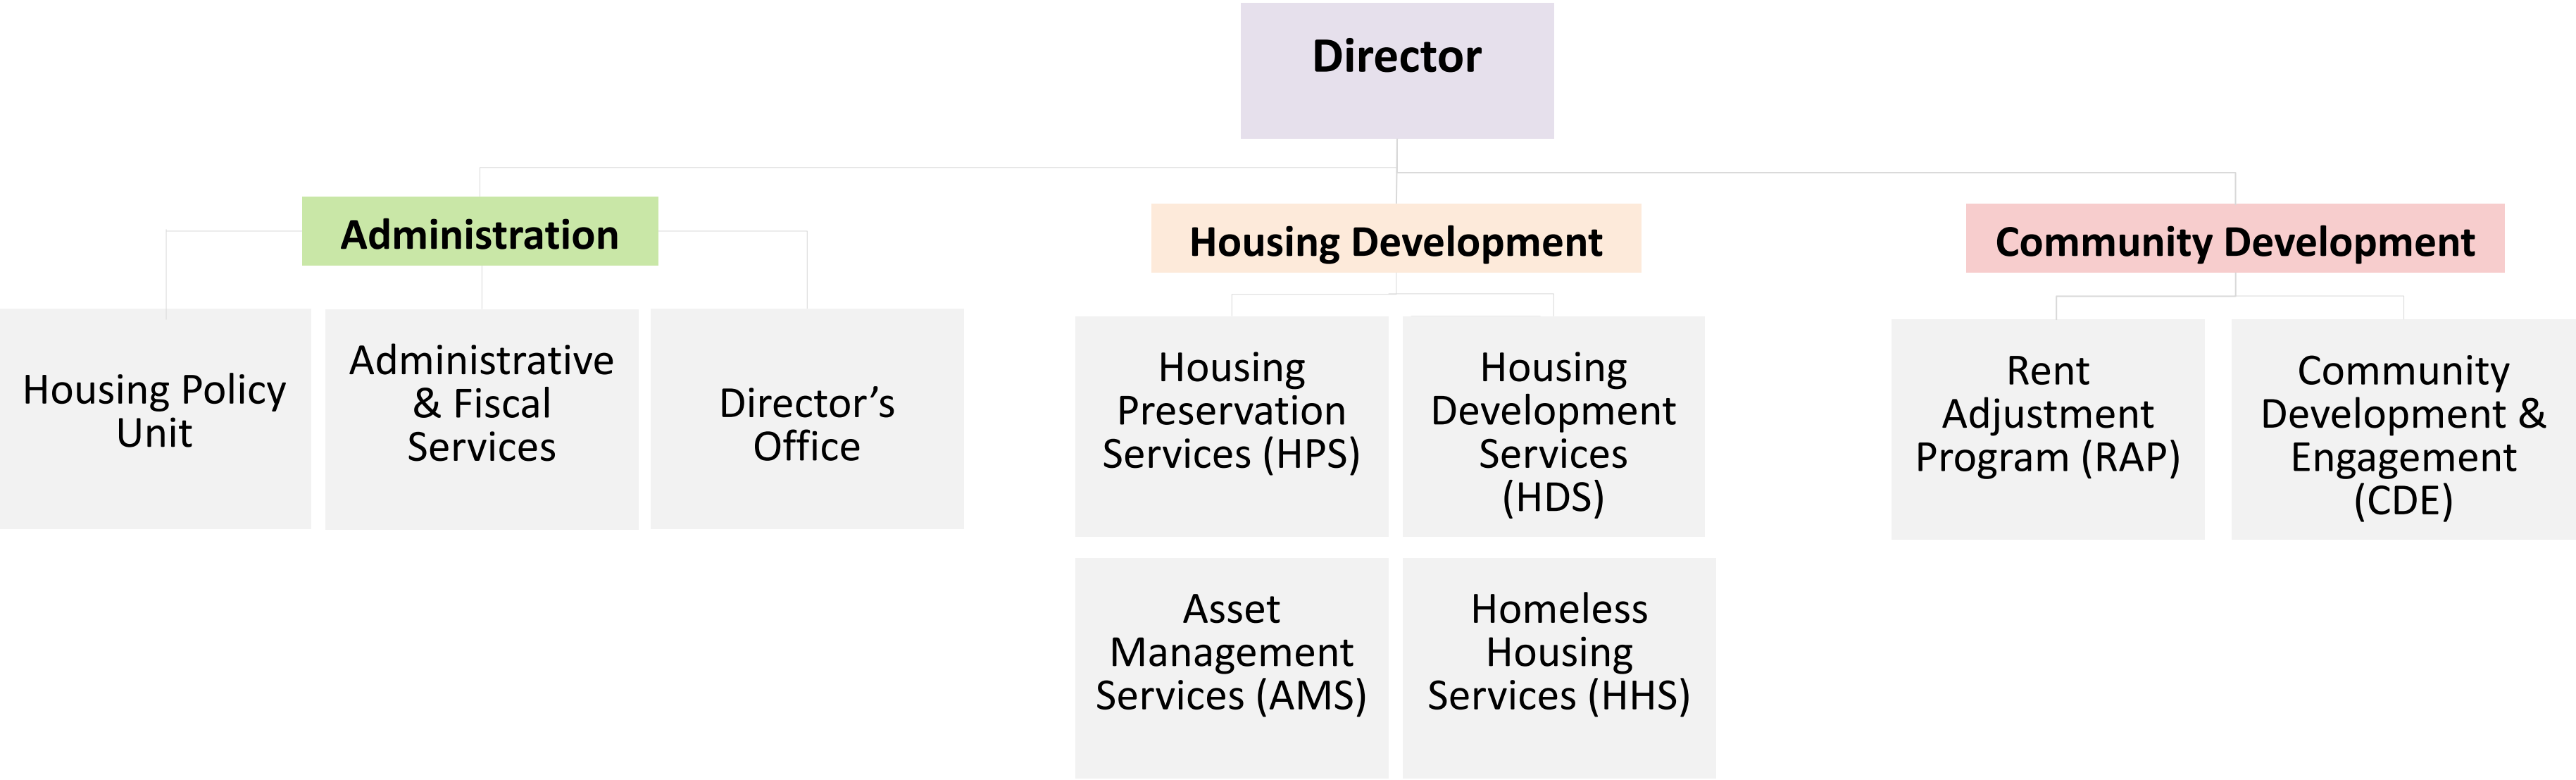 Director
Administration
Housing Development
Community Development
Housing Policy
Unit
Administrative
& Fiscal
Services
Director’s
Office
Housing
Preservation
Services (HPS)
Housing
Development
Services
(HDS)
Asset
Management
Services (AMS)
Homeless
Housing
Services (HHS)
Rent
Adjustment
Program (RAP)
Community
Development &
Engagement
(CDE)